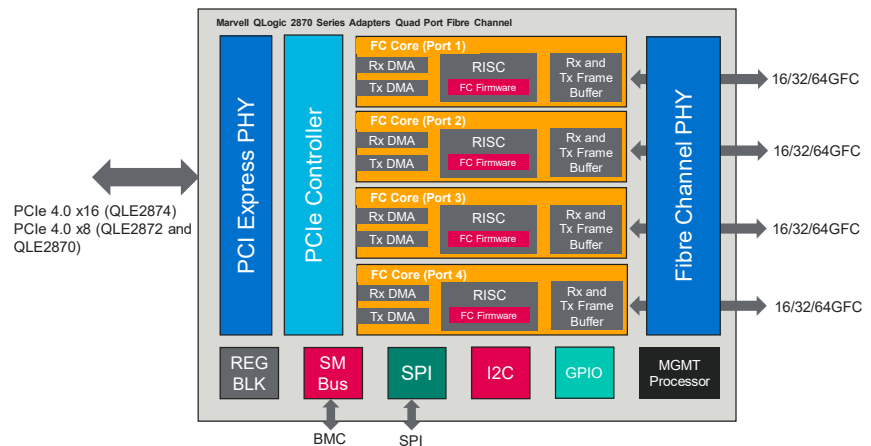 Marvell QLogic 2870 Series Adapters Quad Port Fibre Channel
PCI Express PHY
PCIe Controller
FC Core (Port 1)
Rx DMA
Tx DMA
RISC
FC Firmware
Rx and
Tx Frame
Buffer
FC Core (Port 2)
Rx DMA
Tx DMA
RISC
FC Firmware
Rx and
Tx Frame
Buffer
FC Core (Port 3)
Rx DMA
Tx DMA
RISC
FC Firmware
Rx and
Tx Frame
Buffer
FC Core (Port 4)
Rx DMA
Tx DMA
RISC
FC Firmware
Rx and
Tx Frame
Buffer
Fibre Channel PHY
16/32/64GFC
16/32/64GFC
16/32/64GFC
16/32/64GFC
PCIe 4.0 x16 (QLE2874)
PCIe 4.0 x8 (QLE2872 and
QLE2870)
REG
BLK
SM
Bus
SPI
I2C
GPIO
MGMT
Processor
BMC
SPI